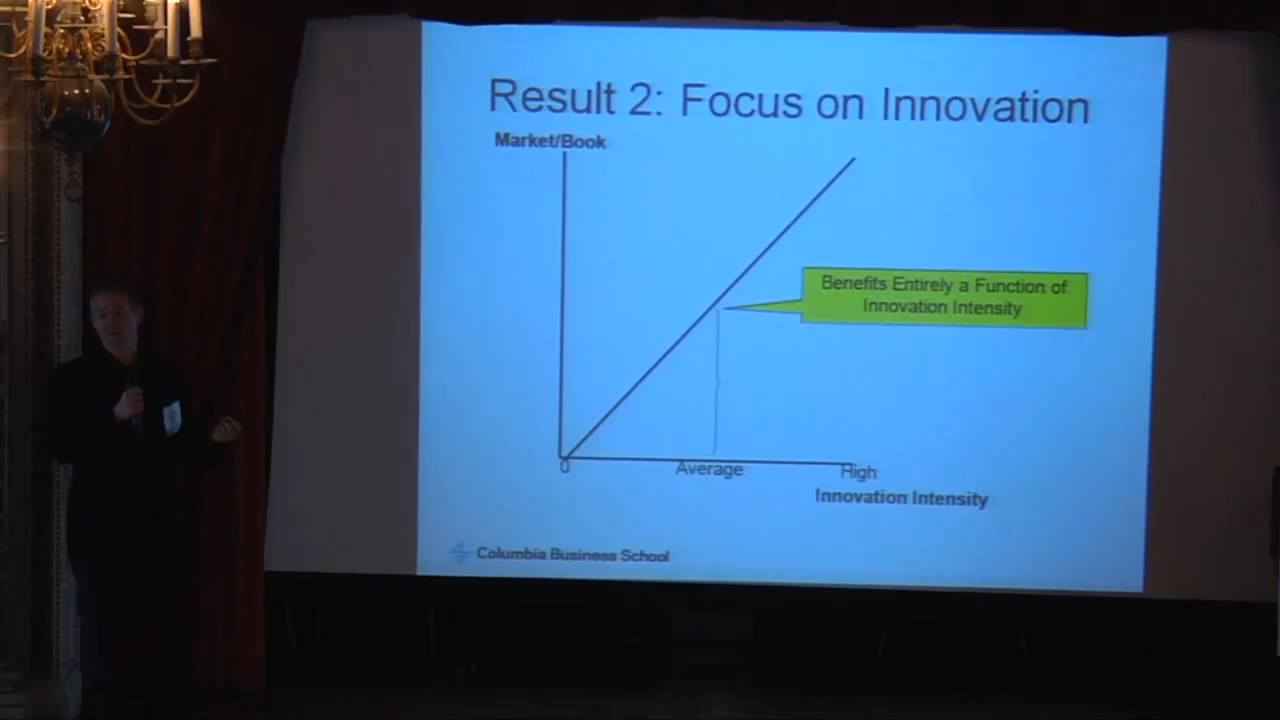 Result 2: Focus on Innovation
Market/Book
Benefits Entirely a Function of
Innovation Intensity
0
Average
High
Innovation Intensity
Columbia Business School